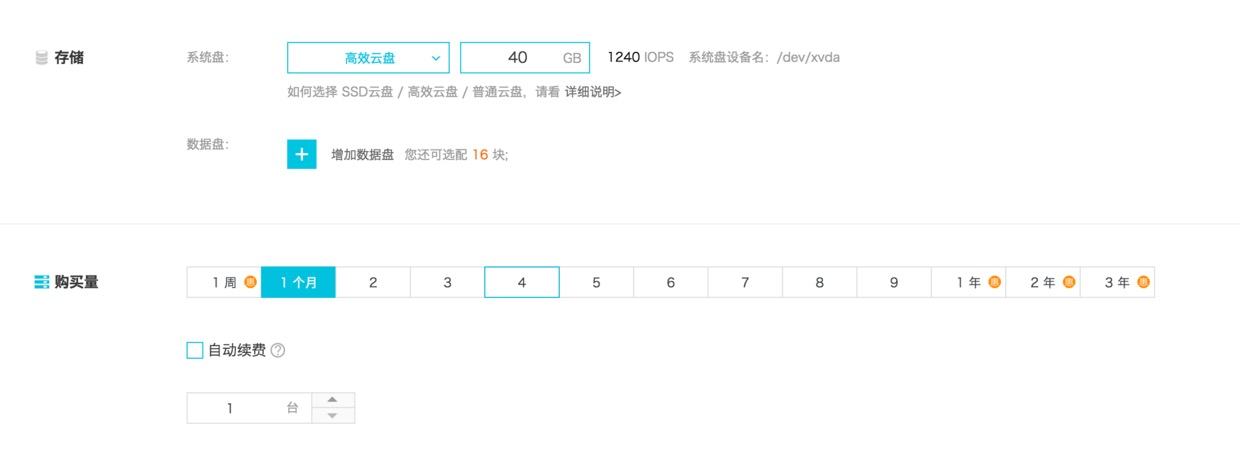 存储 系统盘: 高效云盘 40 GB 1240 IOPS 系统盘设备名: /dev/xvda
如何选择 SSD云盘 / 高效云盘 / 普通云盘, 请看 详细说明>
数据盘: + 增加数据盘 您还可选配 16 块;
购买量 1 周 惠 1 个月 2 3 4 5 6 7 8 9 1 年 惠 2 年 惠 3 年 惠
自动续费 ?
1 台